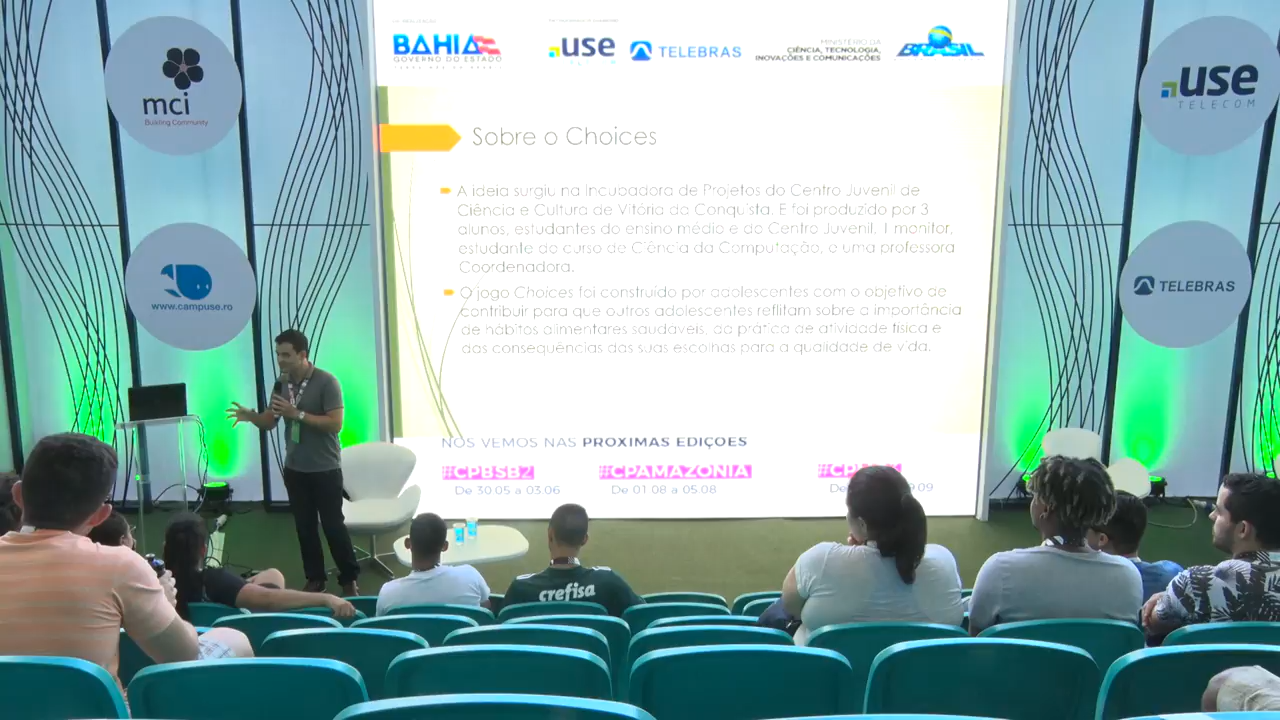 BAHIA
GOVERNO DO ESTADO
use
TELEBRAS
MINISTÉRIO DA
CIÊNCIA, TECNOLOGIA,
INOVAÇÕES E COMUNICAÇÕES
BRASIL
mci
Building Community
www.campuse.ro
use
TELECOM
TELEBRAS
Sobre o Choices
A ideia surgiu na Incubadora de Projetos do Centro Juvenil de
Ciência e Cultura de Vitória da Conquista. E foi produzido por 3
alunos, estudantes do ensino médio e do Centro Juvenil, 1 monitor,
estudante do curso de Ciência da Computação, e uma professora
Coordenadora.
O jogo Choices foi construído por adolescentes com o objetivo de
contribuir para que outros adolescentes reflitam sobre a importância
de hábitos alimentares saudáveis, da prática de atividade física e
das consequências das suas escolhas para a qualidade de vida.
NOS VEMOS NAS PRÓXIMAS EDIÇÕES
#CPBSB2
De 30.05 a 03.06
#CPAMAZONIA
De 01.08 a 05.08
De
crefisa